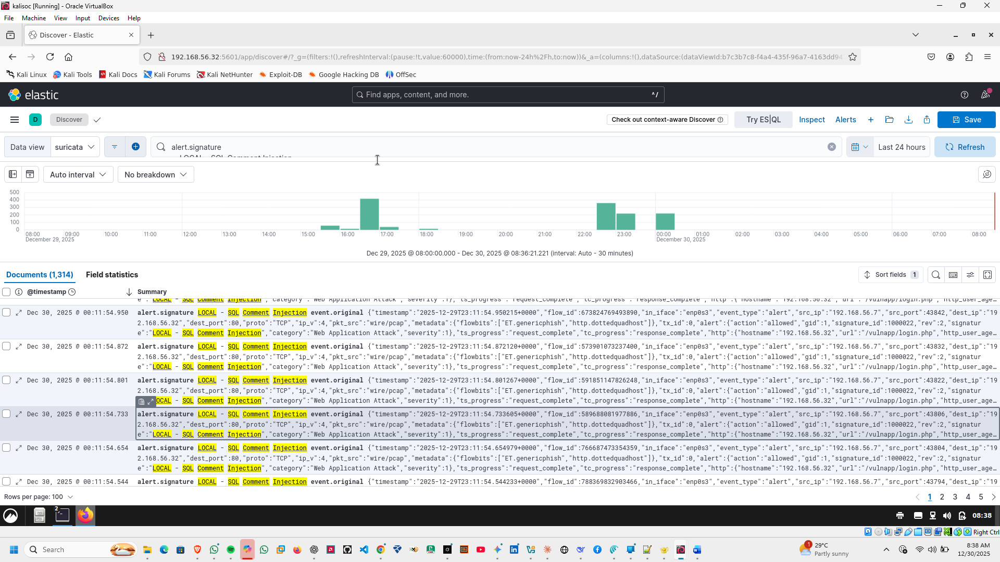 kalisoc [Running] - Oracle VirtualBox
File Machine View Input Devices Help
Discover - Elastic
192.168.56.32:5601/app/discover#/?_g=(filters:!(),refreshInterval:(pause:!t,value:60000),time:(from:now-24h%2Fh,to:now))&_a=(columns:!(),dataSource:(dataViewId:b7c3b7c8-f4a4-435f-96a7-4163dd94
Kali Linux Kali Tools Kali Docs Kali Forums Kali NetHunter Exploit-DB Google Hacking DB OffSec
elastic Find apps, content, and more. ^/
D Discover Check out context-aware Discover Try ES|QL Inspect Alerts Save
Data view suricata alert.signature Last 24 hours Refresh
LOCAL - SQL Comment Injection
Auto interval No breakdown
500
400
300
200
100
0
08:00 09:00 10:00 11:00 12:00 13:00 14:00 15:00 16:00 17:00 18:00 19:00 20:00 21:00 22:00 23:00 00:00 01:00 02:00 03:00 04:00 05:00 06:00 07:00 08:00
December 29, 2025 December 30, 2025
Dec 29, 2025 @ 08:00:00.000 - Dec 30, 2025 @ 08:36:21.221 (interval: Auto - 30 minutes)
Documents (1,314) Field statistics Sort fields 1
@timestamp Summary
e":"LOCAL - SQL Comment Injection","category":"Web Application Attack","severity":1},"ts_progress":"request_complete","tc_progress":"response_complete","http":{"hostname":"192.168.56.32","url":"/vulnapp/login.php","http_user_age…
Dec 30, 2025 @ 00:11:54.950 alert.signature LOCAL - SQL Comment Injection event.original {"timestamp":"2025-12-29T23:11:54.950215+0000","flow_id":673824769493890,"in_iface":"enp0s3","event_type":"alert","src_ip":"192.168.56.7","src_port":43842,"dest_ip":"19
2.168.56.32","dest_port":80,"proto":"TCP","ip_v":4,"pkt_src":"wire/pcap","metadata":{"flowbits":["ET.genericphish","http.dottedquadhost"]},"tx_id":0,"alert":{"action":"allowed","gid":1,"signature_id":1000022,"rev":2,"signatur
e":"LOCAL - SQL Comment Injection","category":"Web Application Attack","severity":1},"ts_progress":"request_complete","tc_progress":"response_complete","http":{"hostname":"192.168.56.32","url":"/vulnapp/login.php","http_user_age…
Dec 30, 2025 @ 00:11:54.872 alert.signature LOCAL - SQL Comment Injection event.original {"timestamp":"2025-12-29T23:11:54.872120+0000","flow_id":573901073237400,"in_iface":"enp0s3","event_type":"alert","src_ip":"192.168.56.7","src_port":43832,"dest_ip":"19
2.168.56.32","dest_port":80,"proto":"TCP","ip_v":4,"pkt_src":"wire/pcap","metadata":{"flowbits":["ET.genericphish","http.dottedquadhost"]},"tx_id":0,"alert":{"action":"allowed","gid":1,"signature_id":1000022,"rev":2,"signatur
e":"LOCAL - SQL Comment Injection","category":"Web Application Attack","severity":1},"ts_progress":"request_complete","tc_progress":"response_complete","http":{"hostname":"192.168.56.32","url":"/vulnapp/login.php","http_user_age…
Dec 30, 2025 @ 00:11:54.801 alert.signature LOCAL - SQL Comment Injection event.original {"timestamp":"2025-12-29T23:11:54.801267+0000","flow_id":591851147826248,"in_iface":"enp0s3","event_type":"alert","src_ip":"192.168.56.7","src_port":43822,"dest_ip":"19
2.168.56.32","dest_port":80,"proto":"TCP","ip_v":4,"pkt_src":"wire/pcap","metadata":{"flowbits":["ET.genericphish","http.dottedquadhost"]},"tx_id":0,"alert":{"action":"allowed","gid":1,"signature_id":1000022,"rev":2,"signatur
OCAL - SQL Comment Injection","category":"Web Application Attack","severity":1},"ts_progress":"request_complete","tc_progress":"response_complete","http":{"hostname":"192.168.56.32","url":"/vulnapp/login.php","http_user_age…
Dec 30, 2025 @ 00:11:54.733 alert.signature LOCAL - SQL Comment Injection event.original {"timestamp":"2025-12-29T23:11:54.733605+0000","flow_id":589688081977886,"in_iface":"enp0s3","event_type":"alert","src_ip":"192.168.56.7","src_port":43806,"dest_ip":"19
2.168.56.32","dest_port":80,"proto":"TCP","ip_v":4,"pkt_src":"wire/pcap","metadata":{"flowbits":["ET.genericphish","http.dottedquadhost"]},"tx_id":0,"alert":{"action":"allowed","gid":1,"signature_id":1000022,"rev":2,"signatur
e":"LOCAL - SQL Comment Injection","category":"Web Application Attack","severity":1},"ts_progress":"request_complete","tc_progress":"response_complete","http":{"hostname":"192.168.56.32","url":"/vulnapp/login.php","http_user_age…
Dec 30, 2025 @ 00:11:54.654 alert.signature LOCAL - SQL Comment Injection event.original {"timestamp":"2025-12-29T23:11:54.654979+0000","flow_id":766687473354359,"in_iface":"enp0s3","event_type":"alert","src_ip":"192.168.56.7","src_port":43804,"dest_ip":"19
2.168.56.32","dest_port":80,"proto":"TCP","ip_v":4,"pkt_src":"wire/pcap","metadata":{"flowbits":["ET.genericphish","http.dottedquadhost"]},"tx_id":0,"alert":{"action":"allowed","gid":1,"signature_id":1000022,"rev":2,"signatur
e":"LOCAL - SQL Comment Injection","category":"Web Application Attack","severity":1},"ts_progress":"request_complete","tc_progress":"response_complete","http":{"hostname":"192.168.56.32","url":"/vulnapp/login.php","http_user_age…
Dec 30, 2025 @ 00:11:54.544 alert.signature LOCAL - SQL Comment Injection event.original {"timestamp":"2025-12-29T23:11:54.544233+0000","flow_id":788369832903466,"in_iface":"enp0s3","event_type":"alert","src_ip":"192.168.56.7","src_port":43794,"dest_ip":"19
Rows per page: 100 1 2 3 4 5
2 08:38
Right Ctrl
Search 1 29°C Partly sunny 8:38 AM 12/30/2025